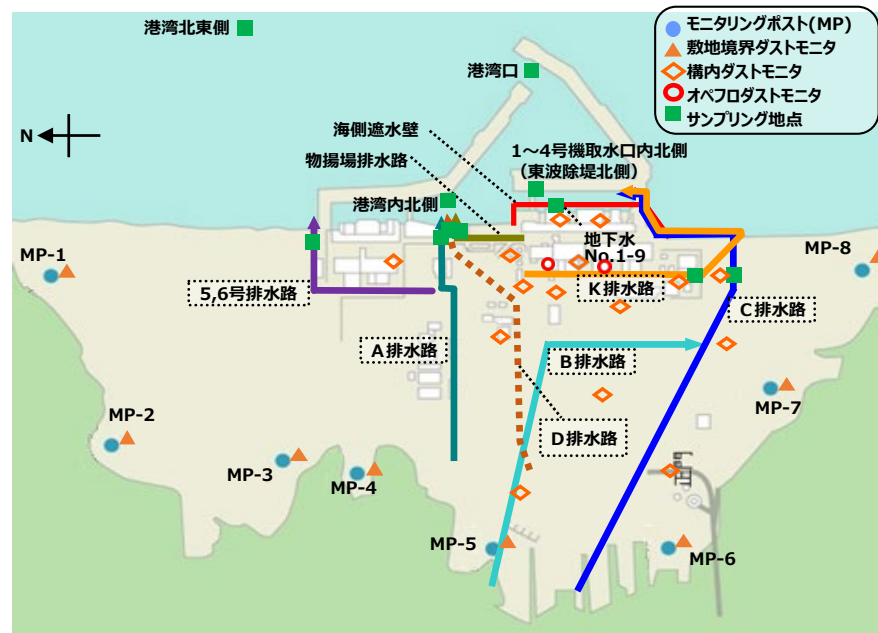 港湾北東側
モニタリングポスト(MP)
敷地境界ダストモニタ
構内ダストモニタ
オペフロダストモニタ
サンプリング地点
港湾口
N
海側遮水壁
物揚場排水路
1～4号機取水口内北側
（東波除堤北側）
港湾内北側
地下水
No.1-9
MP-1
MP-8
5,6号排水路
K排水路
C排水路
A排水路
B排水路
MP-7
MP-2
D排水路
MP-3
MP-4
正門
MP-5
MP-6